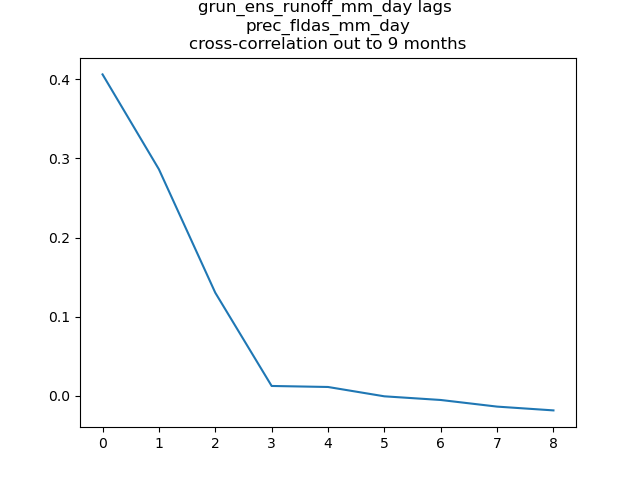 grun_ens_runoff_mm_day lags
prec_fldas_mm_day
cross-correlation out to 9 months
0.4
0.3
0.2
0.1
0.0
0 1 2 3 4 5 6 7 8